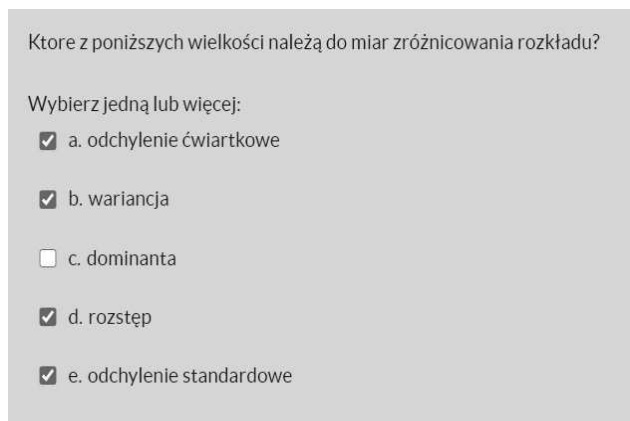 Ktore z poniższych wielkości należą do miar zróżnicowania rozkładu?
Wybierz jedną lub więcej:
a. odchylenie ćwiartkowe
b. wariancja
c. dominanta
d. rozstęp
e. odchylenie standardowe